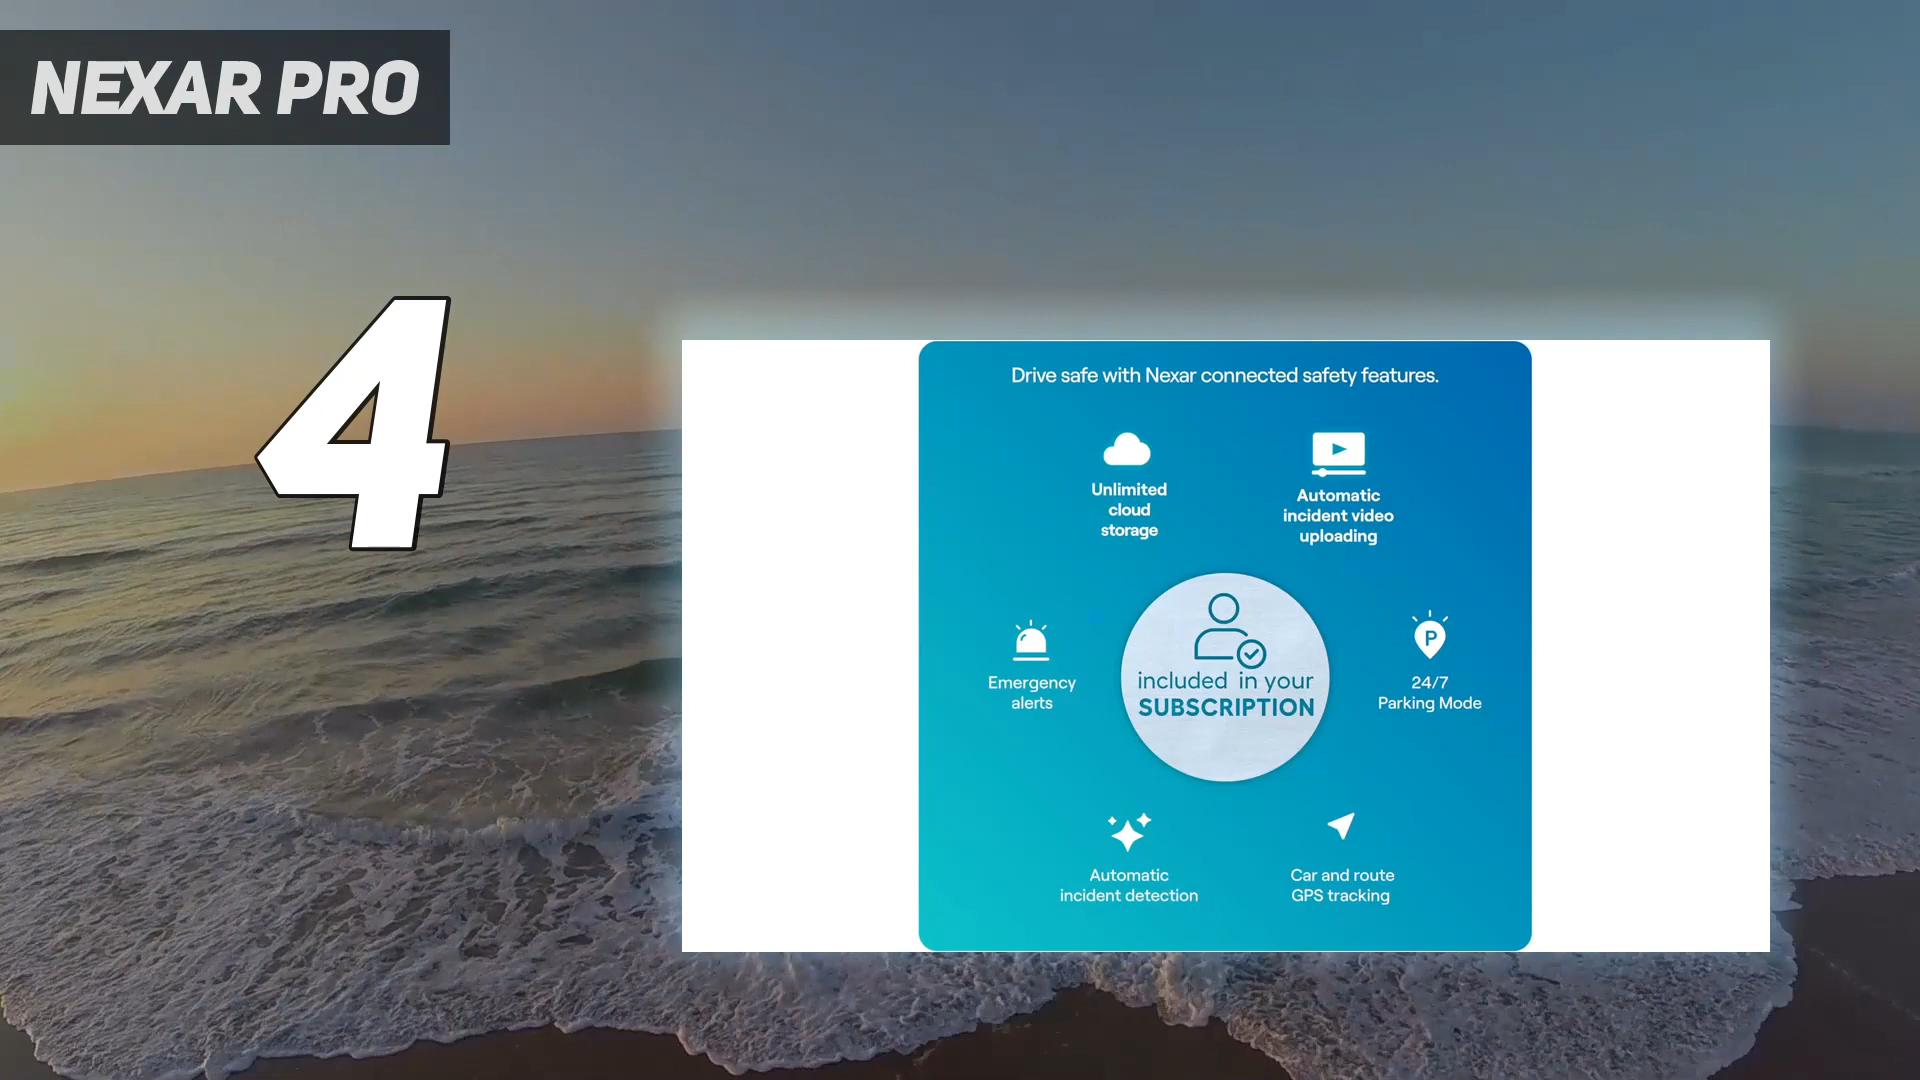 NEXAR PRO
4
Drive safe with Nexar connected safety features.
Unlimited
cloud
storage
Automatic
incident video
uploading
Emergency
alerts
included in your
SUBSCRIPTION
P
24/7
Parking Mode
Automatic
incident detection
Car and route
GPS tracking